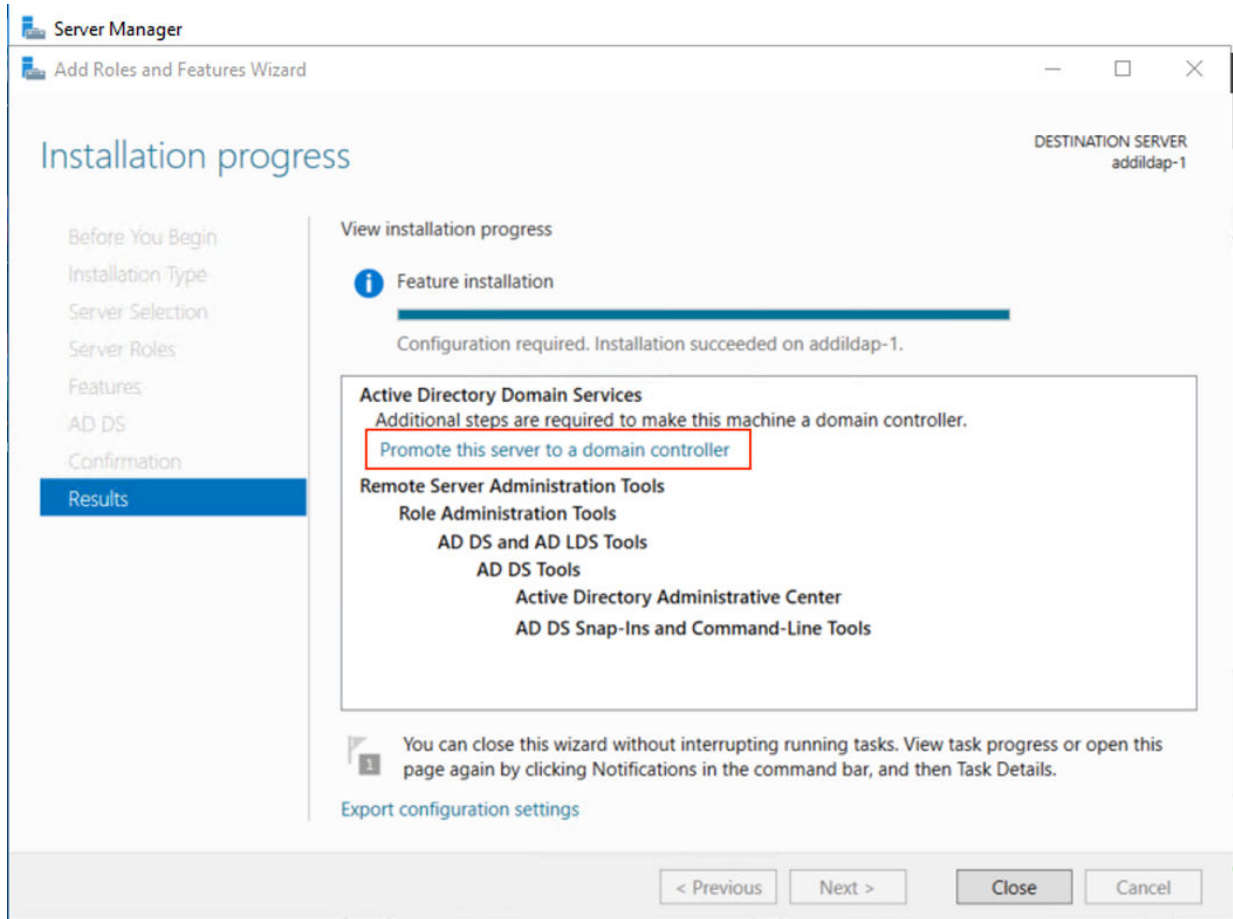 Server Manager
Add Roles and Features Wizard
Installation progress
DESTINATION SERVER
addildap-1
Before You Begin
Installation Type
Server Selection
Server Roles
Features
AD DS
Confirmation
Results
View installation progress
Feature installation
Configuration required. Installation succeeded on addildap-1.
Active Directory Domain Services
Additional steps are required to make this machine a domain controller.
Promote this server to a domain controller
Remote Server Administration Tools
Role Administration Tools
AD DS and AD LDS Tools
AD DS Tools
Active Directory Administrative Center
AD DS Snap-Ins and Command-Line Tools
1
You can close this wizard without interrupting running tasks. View task progress or open this
page again by clicking Notifications in the command bar, and then Task Details.
Export configuration settings
< Previous
Next >
Close
Cancel